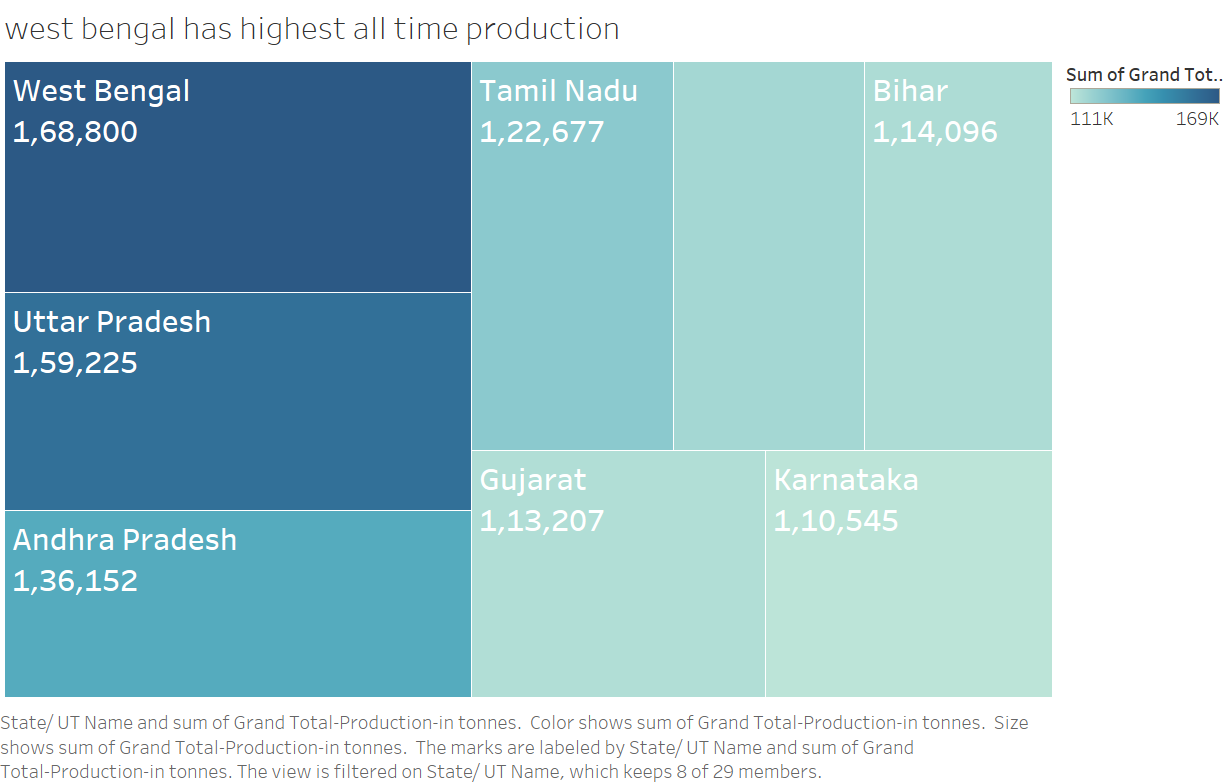 west bengal has highest all time production
West Bengal
1,68,800
Uttar Pradesh
1,59,225
Andhra Pradesh
1,36,152
Tamil Nadu
1,22,677
Bihar
1,14,096
Gujarat
1,13,207
Karnataka
1,10,545
Sum of Grand Tot..
111K 169K
State/ UT Name and sum of Grand Total-Production-in tonnes.  Color shows sum of Grand Total-Production-in tonnes.  Size
shows sum of Grand Total-Production-in tonnes.  The marks are labeled by State/ UT Name and sum of Grand
Total-Production-in tonnes. The view is filtered on State/ UT Name, which keeps 8 of 29 members.